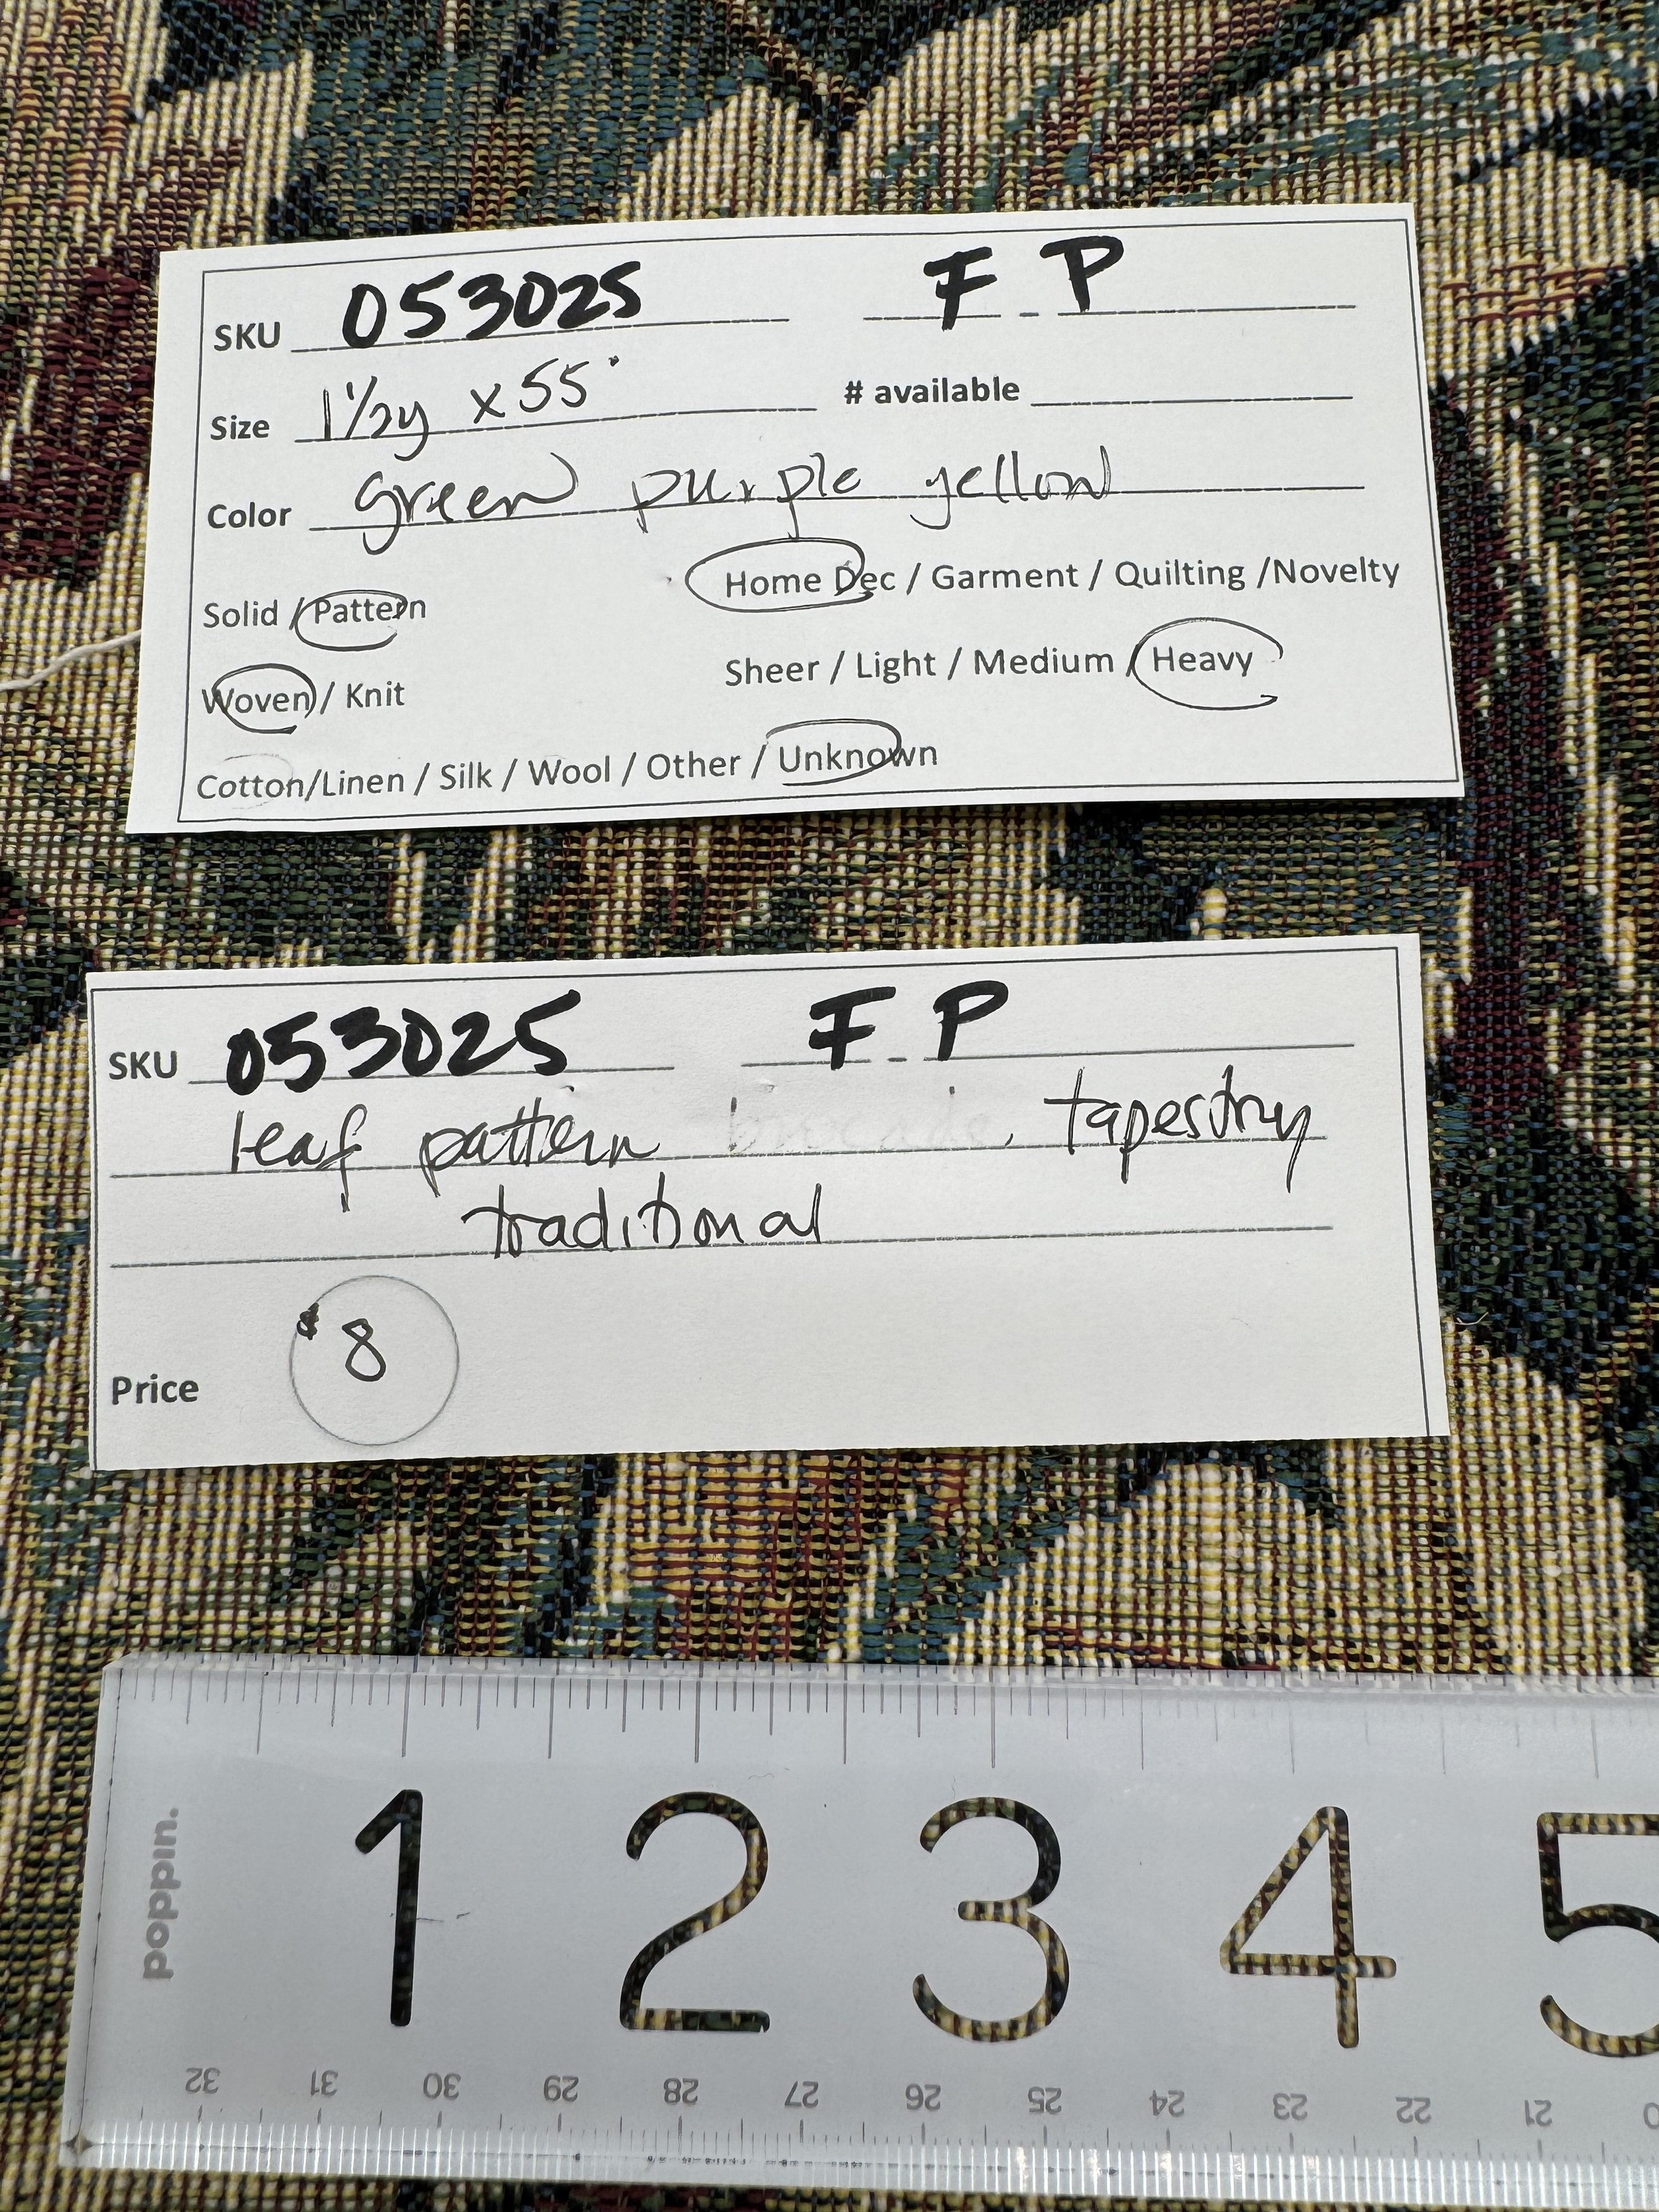 SKU 053025 F - P
Size 1 1/2y x 55" # available
Color green purple yellow
Solid / Pattern Home Dec / Garment / Quilting /Novelty
Woven / Knit Sheer / Light / Medium / Heavy
Cotton/Linen / Silk / Wool / Other / Unknown
SKU 053025 F - P
leaf pattern tapestry
traditional
Price $8
poppin.
1 2 3 4 5
32 31 30 29 28 27 26 25 24 23 22 21